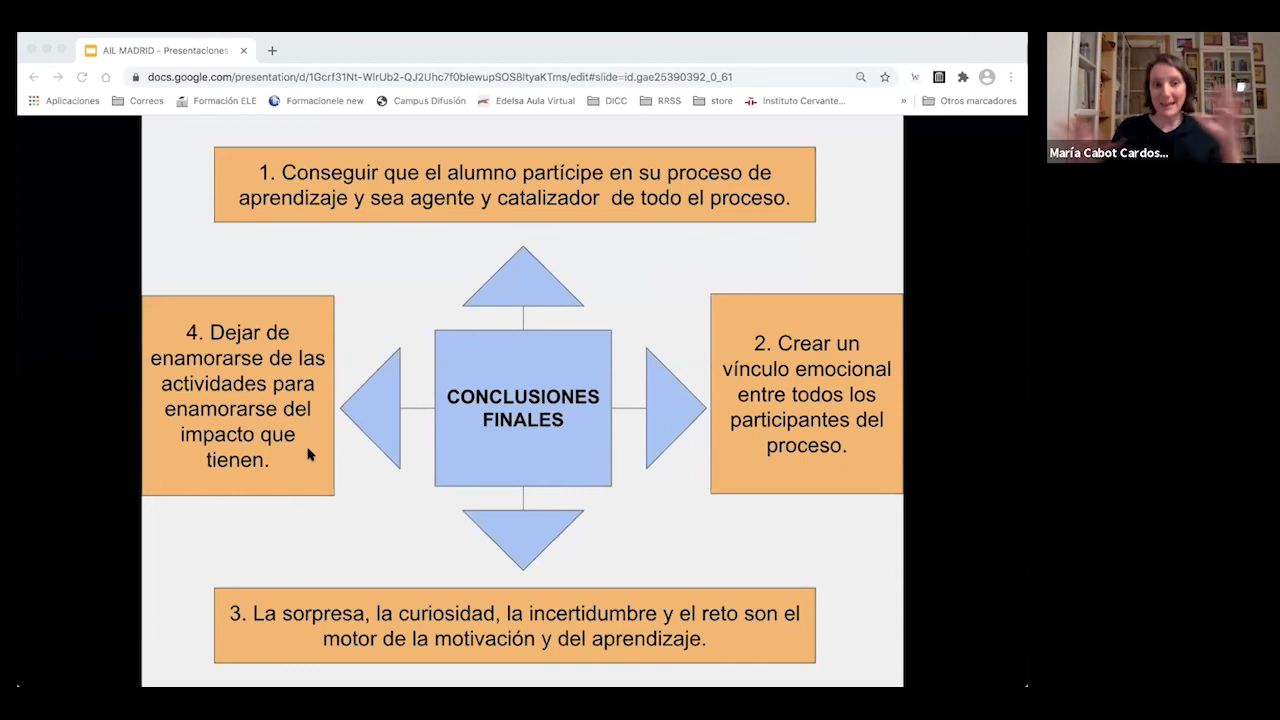 AIL MADRID - Presentaciones
docs.google.com/presentation/d/1Gcrf31Nt-WIrUb2-QJ2Uhc7f0blewupSOS8ItyaKTms/edit#slide=id.gae25390392_0_61
W
Aplicaciones
Correos
Formación ELE
Formacionele new
Campus Difusión
Edelsa Aula Virtual
DICC
RRSS
store
Instituto Cervante...
»
Otros marcadores
María Cabot Cardos...
1. Conseguir que el alumno partícipe en su proceso de
aprendizaje y sea agente y catalizador de todo el proceso.
4. Dejar de
enamorarse de las
actividades para
enamorarse del
impacto que
tienen.
CONCLUSIONES
FINALES
2. Crear un
vínculo emocional
entre todos los
participantes del
proceso.
3. La sorpresa, la curiosidad, la incertidumbre y el reto son el
motor de la motivación y del aprendizaje.